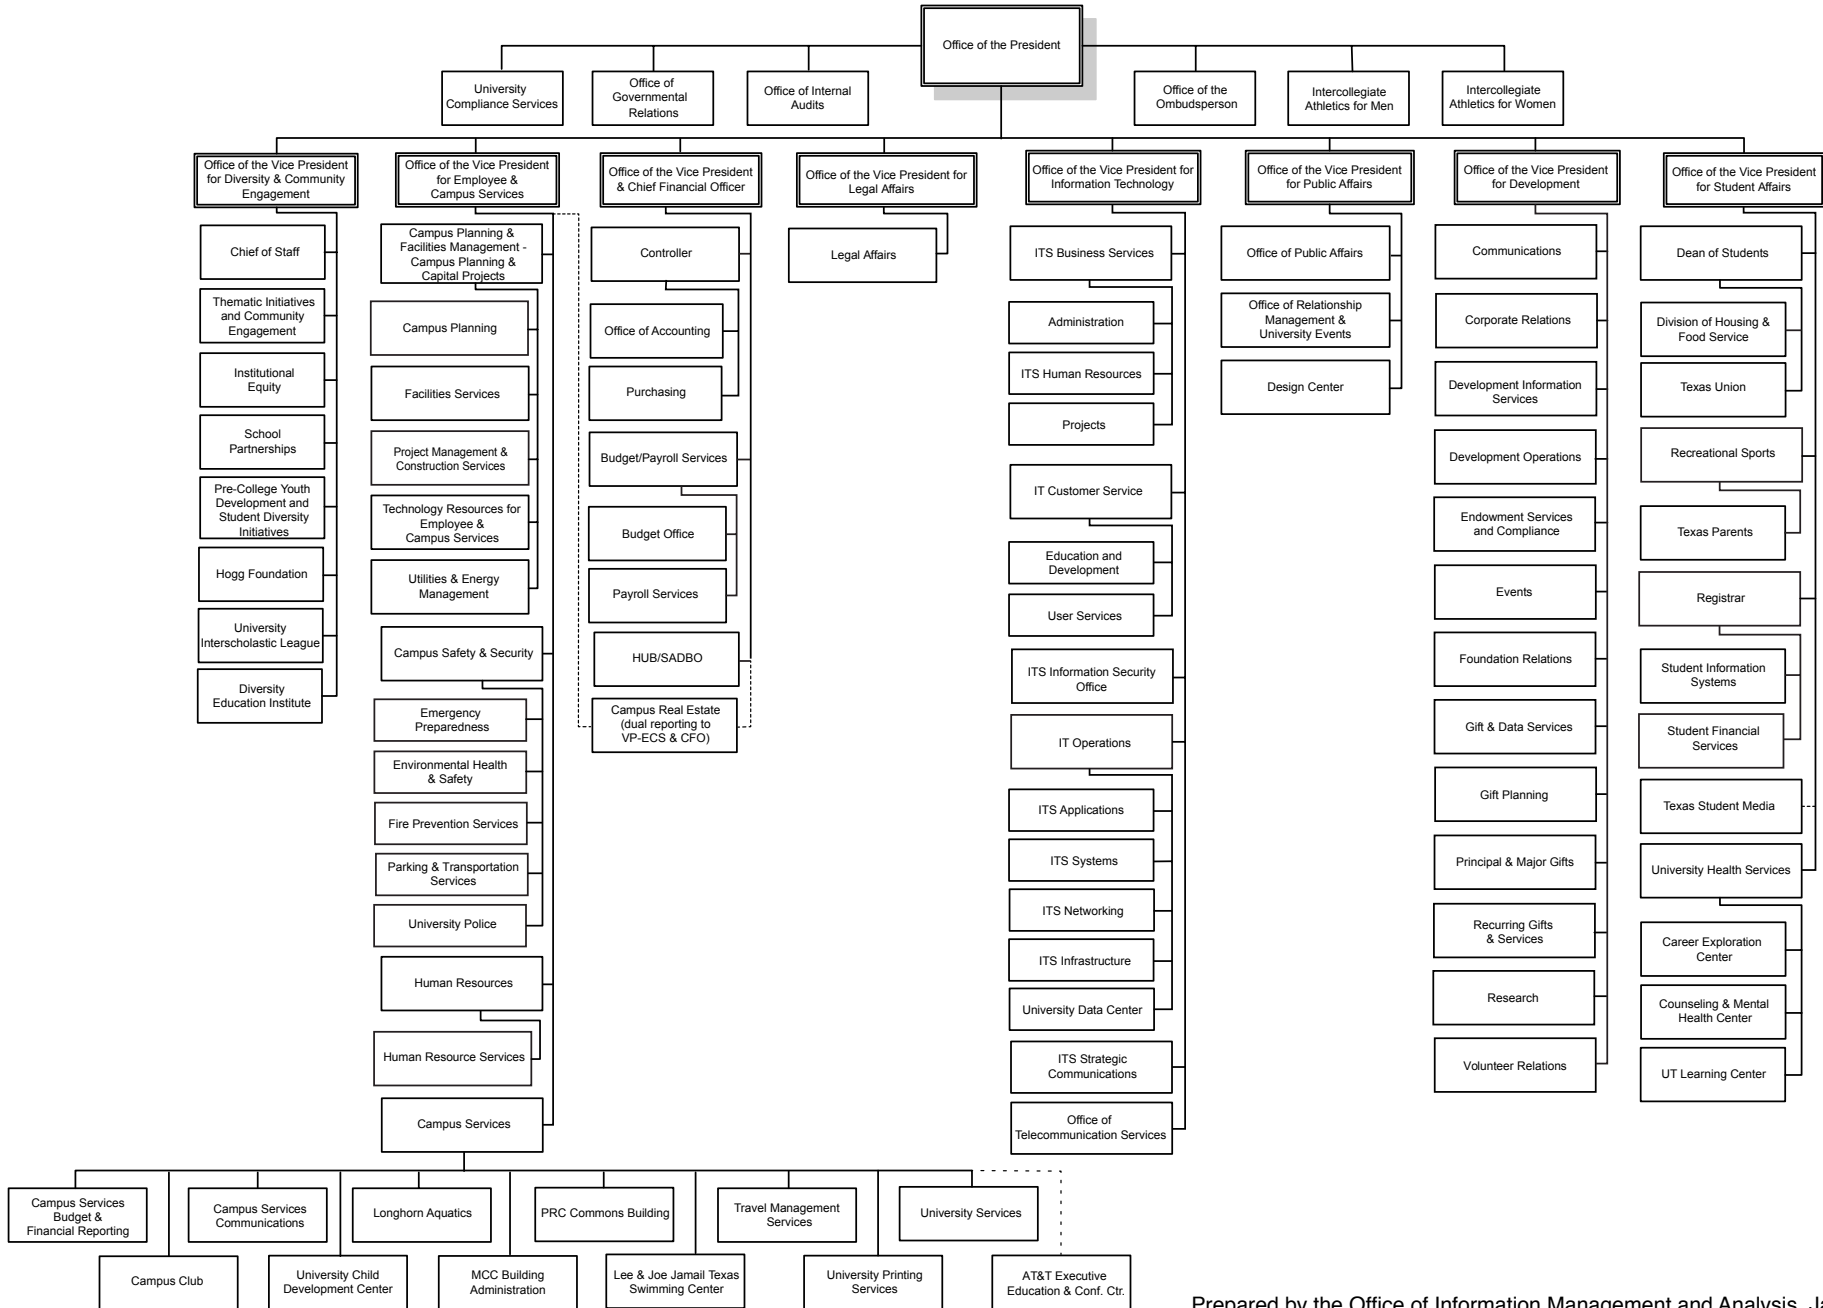 Office of the President
University
Compliance Services
Office of
Governmental
Relations
Office of Internal
Audits
Office of the
Ombudsperson
Intercollegiate
Athletics for Men
Intercollegiate
Athletics for Women
Office of the Vice President
for Diversity & Community
Engagement
Office of the Vice President
for Employee &
Campus Services
Office of the Vice President
& Chief Financial Officer
Office of the Vice President for
Legal Affairs
Office of the Vice President for
Information Technology
Office of the Vice President
for Public Affairs
Office of the Vice President
for Development
Office of the Vice President
for Student Affairs
Chief of Staff
Thematic Initiatives
and Community
Engagement
Institutional
Equity
School
Partnerships
Pre-College Youth
Development and
Student Diversity
Initiatives
Hogg Foundation
University
Interscholastic League
Diversity
Education Institute
Campus Planning &
Facilities Management -
Campus Planning &
Capital Projects
Campus Planning
Facilities Services
Project Management &
Construction Services
Technology Resources for
Employee &
Campus Services
Utilities & Energy
Management
Campus Safety & Security
Emergency
Preparedness
Environmental Health
& Safety
Fire Prevention Services
Parking & Transportation
Services
University Police
Human Resources
Human Resource Services
Campus Services
Controller
Office of Accounting
Purchasing
Budget/Payroll Services
Budget Office
Payroll Services
HUB/SADBO
Campus Real Estate
(dual reporting to
VP-ECS & CFO)
Legal Affairs
ITS Business Services
Administration
ITS Human Resources
Projects
IT Customer Service
Education and
Development
User Services
ITS Information Security
Office
IT Operations
ITS Applications
ITS Systems
ITS Networking
ITS Infrastructure
University Data Center
ITS Strategic
Communications
Office of
Telecommunication Services
Office of Public Affairs
Office of Relationship
Management &
University Events
Design Center
Communications
Corporate Relations
Development Information
Services
Development Operations
Endowment Services
and Compliance
Events
Foundation Relations
Gift & Data Services
Gift Planning
Principal & Major Gifts
Recurring Gifts
& Services
Research
Volunteer Relations
Dean of Students
Division of Housing &
Food Service
Texas Union
Recreational Sports
Texas Parents
Registrar
Student Information
Systems
Student Financial
Services
Texas Student Media
University Health Services
Career Exploration
Center
Counseling & Mental
Health Center
UT Learning Center
Campus Services
Budget &
Financial Reporting
Campus Services
Communications
Longhorn Aquatics
PRC Commons Building
Travel Management
Services
University Services
Campus Club
University Child
Development Center
MCC Building
Administration
Lee & Joe Jamail Texas
Swimming Center
University Printing
Services
AT&T Executive
Education & Conf. Ctr.
Prepared by the Office of Information Management and Analysis,